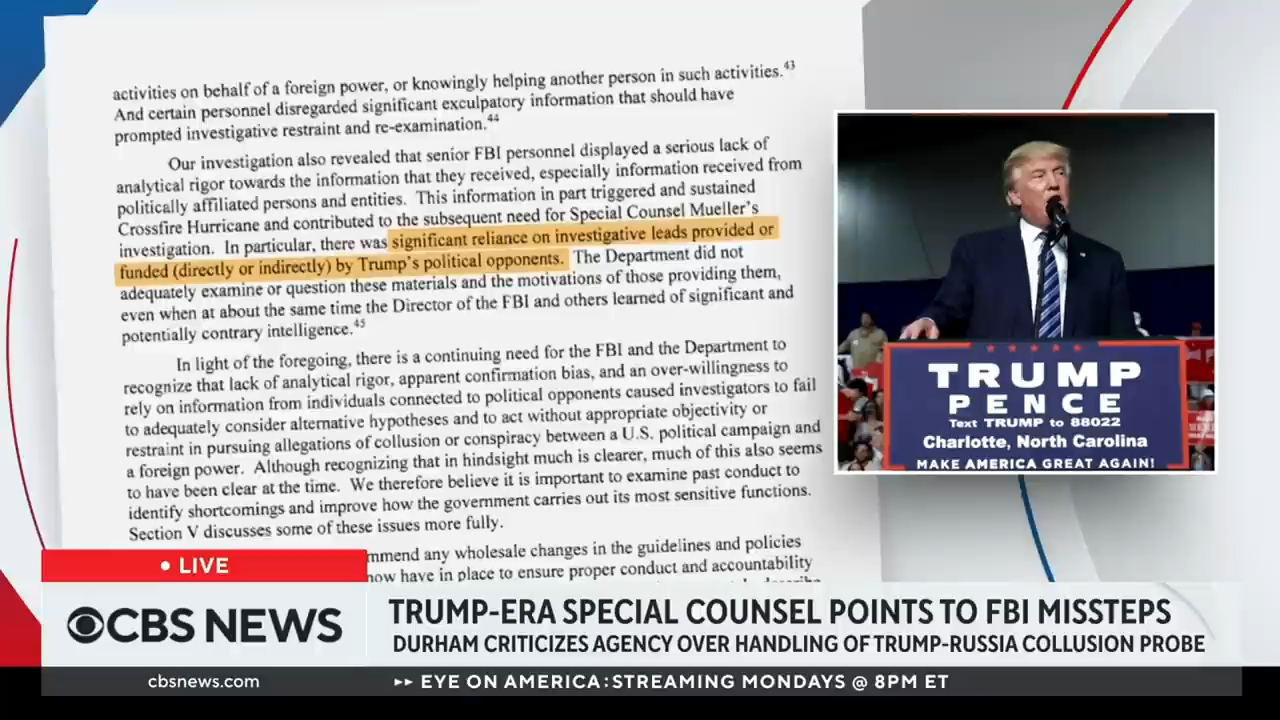 activities on behalf of a foreign power, or knowingly helping another person in such activities.43
And certain personnel disregarded significant exculpatory information that should have
prompted investigative restraint and re-examination.44
Our investigation also revealed that senior FBI personnel displayed a serious lack of
analytical rigor towards the information that they received, especially information received from
politically affiliated persons and entities. This information in part triggered and sustained
Crossfire Hurricane and contributed to the subsequent need for Special Counsel Mueller's
investigation. In particular, there was significant reliance on investigative leads provided or
funded (directly or indirectly) by Trump's political opponents. The Department did not
adequately examine or question these materials and the motivations of those providing them,
even when at about the same time the Director of the FBI and others learned of significant and
potentially contrary intelligence.45
In light of the foregoing, there is a continuing need for the FBI and the Department to
recognize that lack of analytical rigor, apparent confirmation bias, and an over-willingness to
rely on information from individuals connected to political opponents caused investigators to fail
to adequately consider alternative hypotheses and to act without appropriate objectivity or
restraint in pursuing allegations of collusion or conspiracy between a U.S. political campaign and
a foreign power. Although recognizing that in hindsight much is clearer, much of this also seems
to have been clear at the time. We therefore believe it is important to examine past conduct to
identify shortcomings and improve how the government carries out its most sensitive functions.
Section V discusses some of these issues more fully.
mmend any wholesale changes in the guidelines and policies
now have in place to ensure proper conduct and accountability
TRUMP
PENCE
Text TRUMP to 88022
Charlotte, North Carolina
MAKE AMERICA GREAT AGAIN!
• LIVE
CBS NEWS
TRUMP-ERA SPECIAL COUNSEL POINTS TO FBI MISSTEPS
DURHAM CRITICIZES AGENCY OVER HANDLING OF TRUMP-RUSSIA COLLUSION PROBE
cbsnews.com
EYE ON AMERICA: STREAMING MONDAYS @ 8PM ET